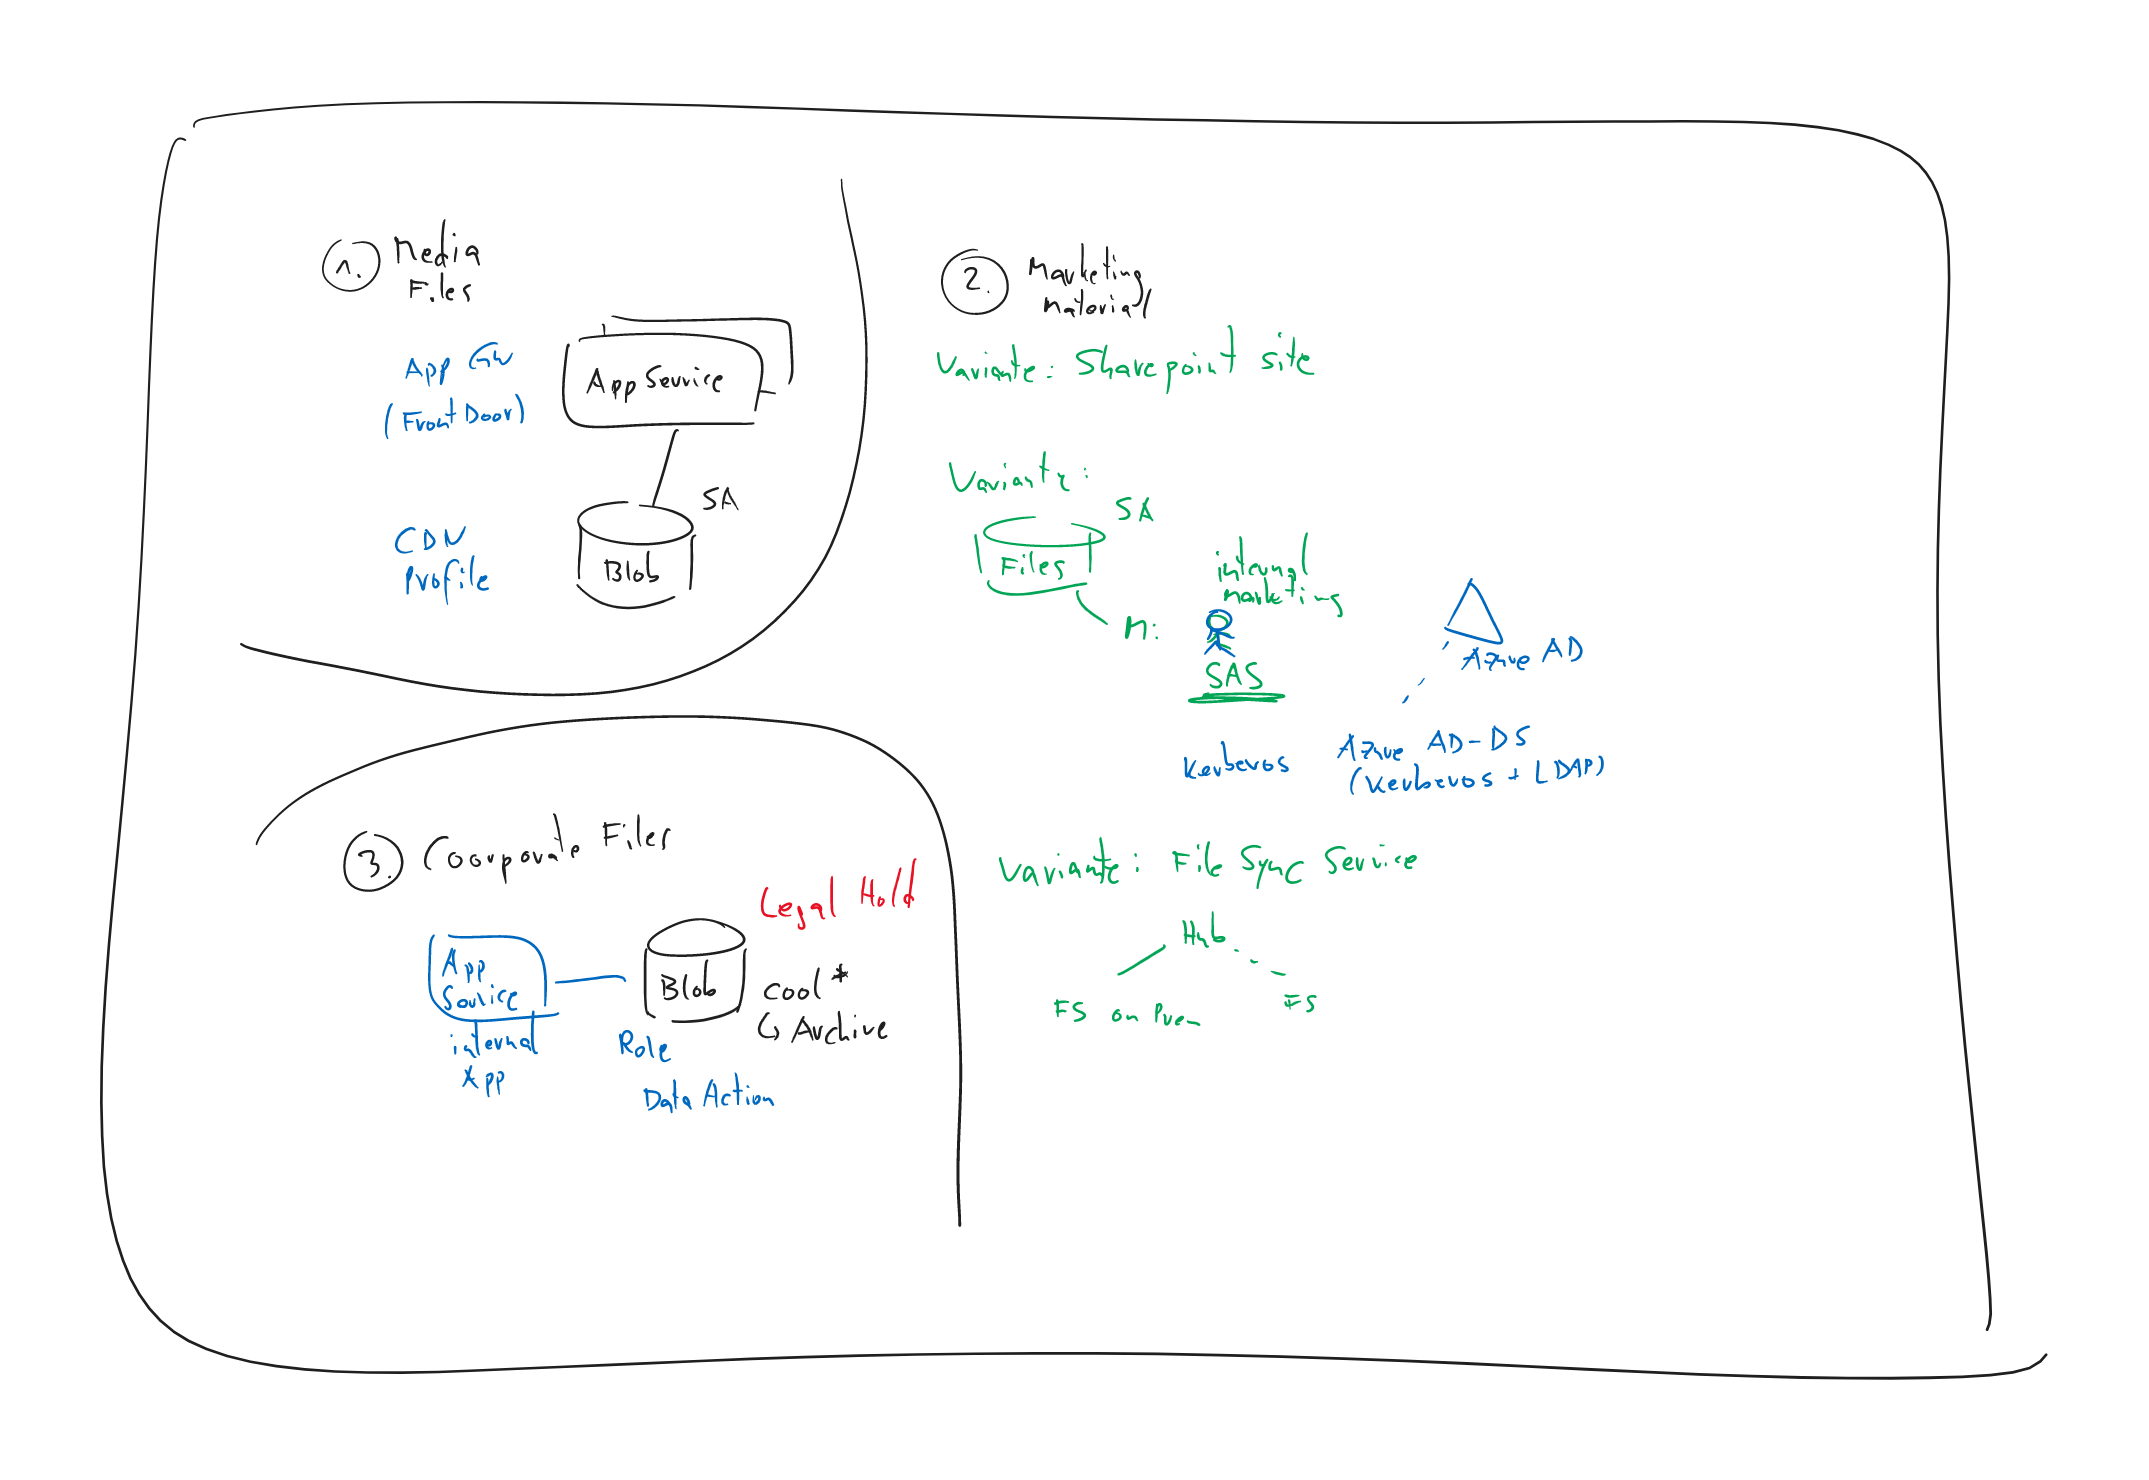 1. Media
Files
App GW
(Front Door)
App Service
SA
CDN
Profile
Blob
2. Marketing
Material
Variante: Sharepoint site
Variante:
SA
Files
M:
internal
marketing
SAS
Kerberos
Azure AD
Azure AD-DS
(Kerberos + LDAP)
Variante: File Sync Service
Hub
FS on Prem
FS
3. Coorporate Files
Legal Hold
App
Service
internal
App
Blob
cool *
↳ Archive
Role
Data Action